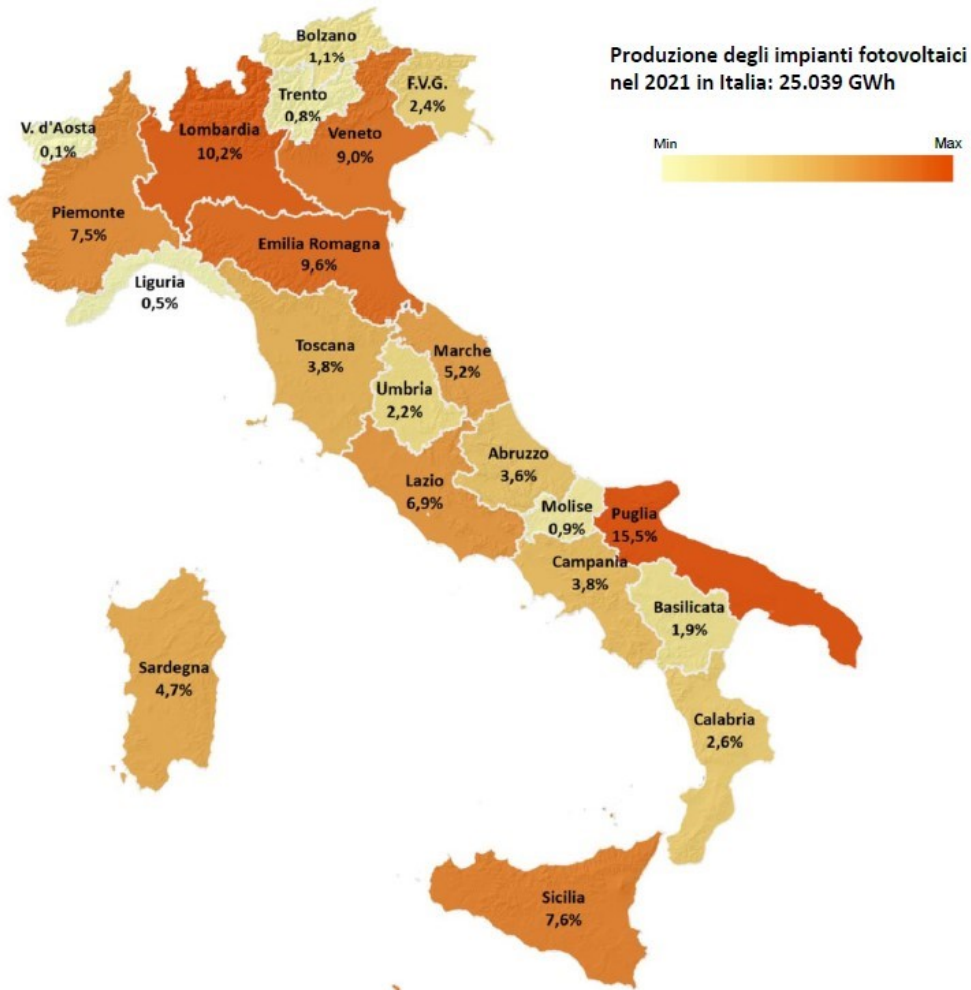 Produzione degli impianti fotovoltaici
nel 2021 in Italia: 25.039 GWh
Min
Max
Bolzano
1,1%
Trento
0,8%
F.V.G.
2,4%
V. d'Aosta
0,1%
Lombardia
10,2%
Veneto
9,0%
Piemonte
7,5%
Emilia Romagna
9,6%
Liguria
0,5%
Toscana
3,8%
Marche
5,2%
Umbria
2,2%
Abruzzo
3,6%
Lazio
6,9%
Molise
0,9%
Puglia
15,5%
Campania
3,8%
Basilicata
1,9%
Sardegna
4,7%
Calabria
2,6%
Sicilia
7,6%